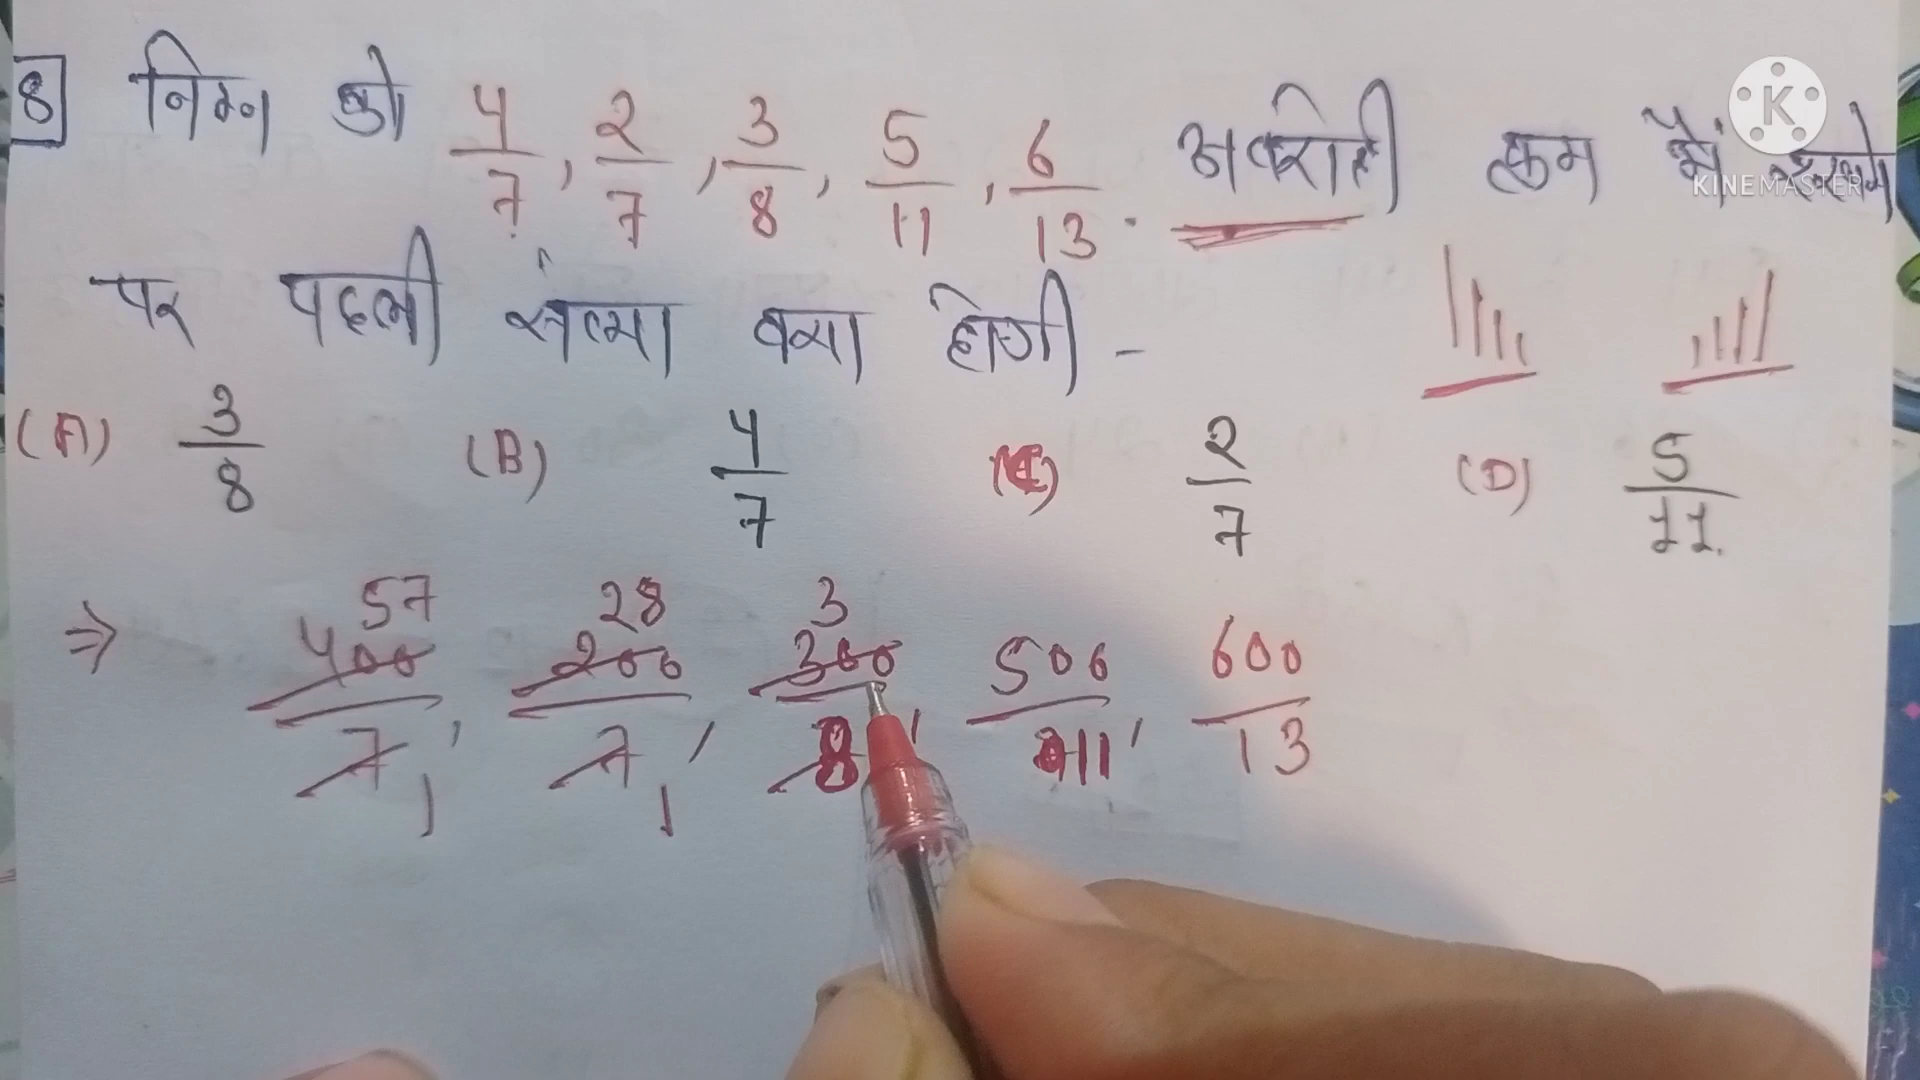 8 निम्न को 4/7, 2/7, 3/8, 5/11, 6/13. अवरोही क्रम में रखने
पर पहली संख्या क्या होगी -
(A) 3/8 (B) 4/7 (C) 2/7 (D) 5/11.
57 28 3
⇒ 400/7, 200/7, 300/8, 500/11, 600/13
1 1
K
KINEMASTER